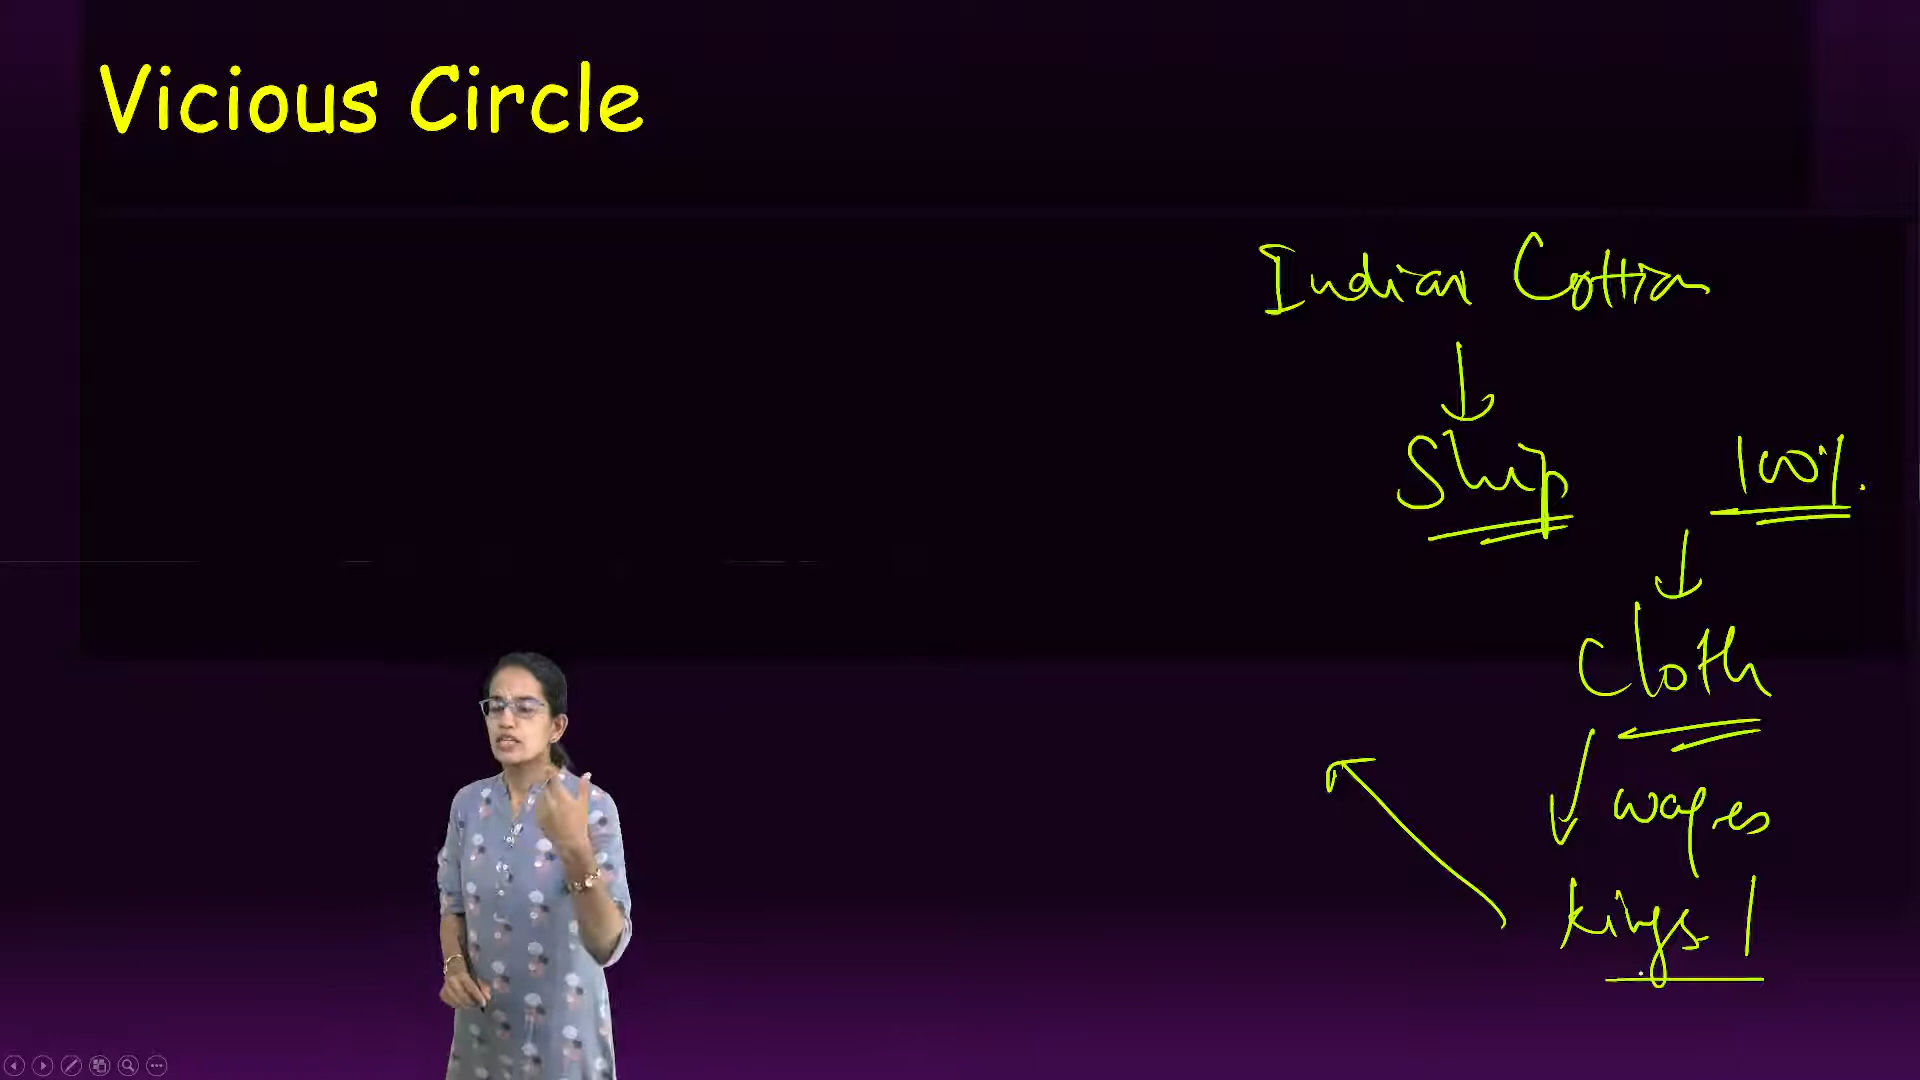 Vicious Circle
Indian Cotton
Ship
100%.
Cloth
wages
kings